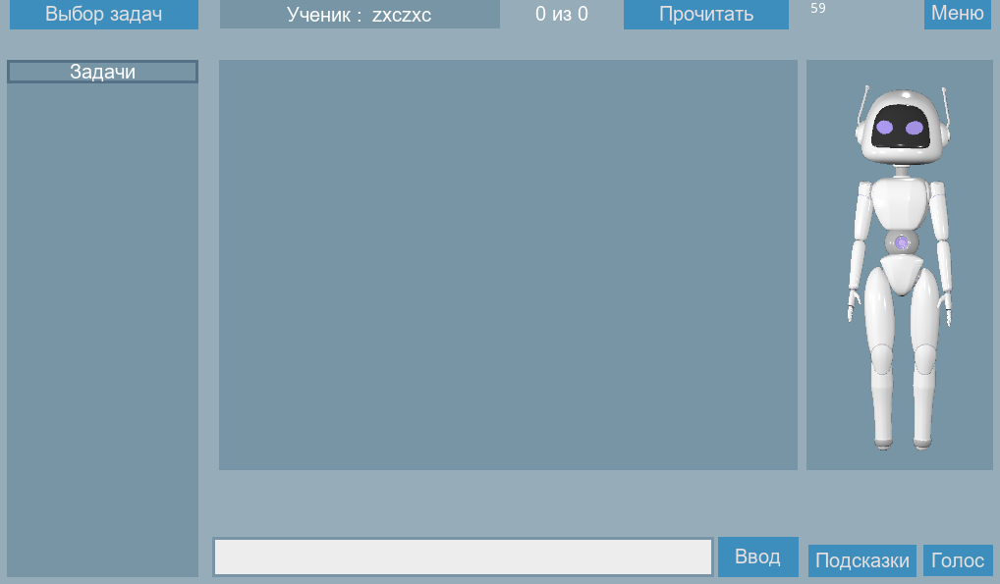 Выбор задач
Ученик : zxczxc
0 из 0
Прочитать
59
Меню
Задачи
Ввод
Подсказки
Голос